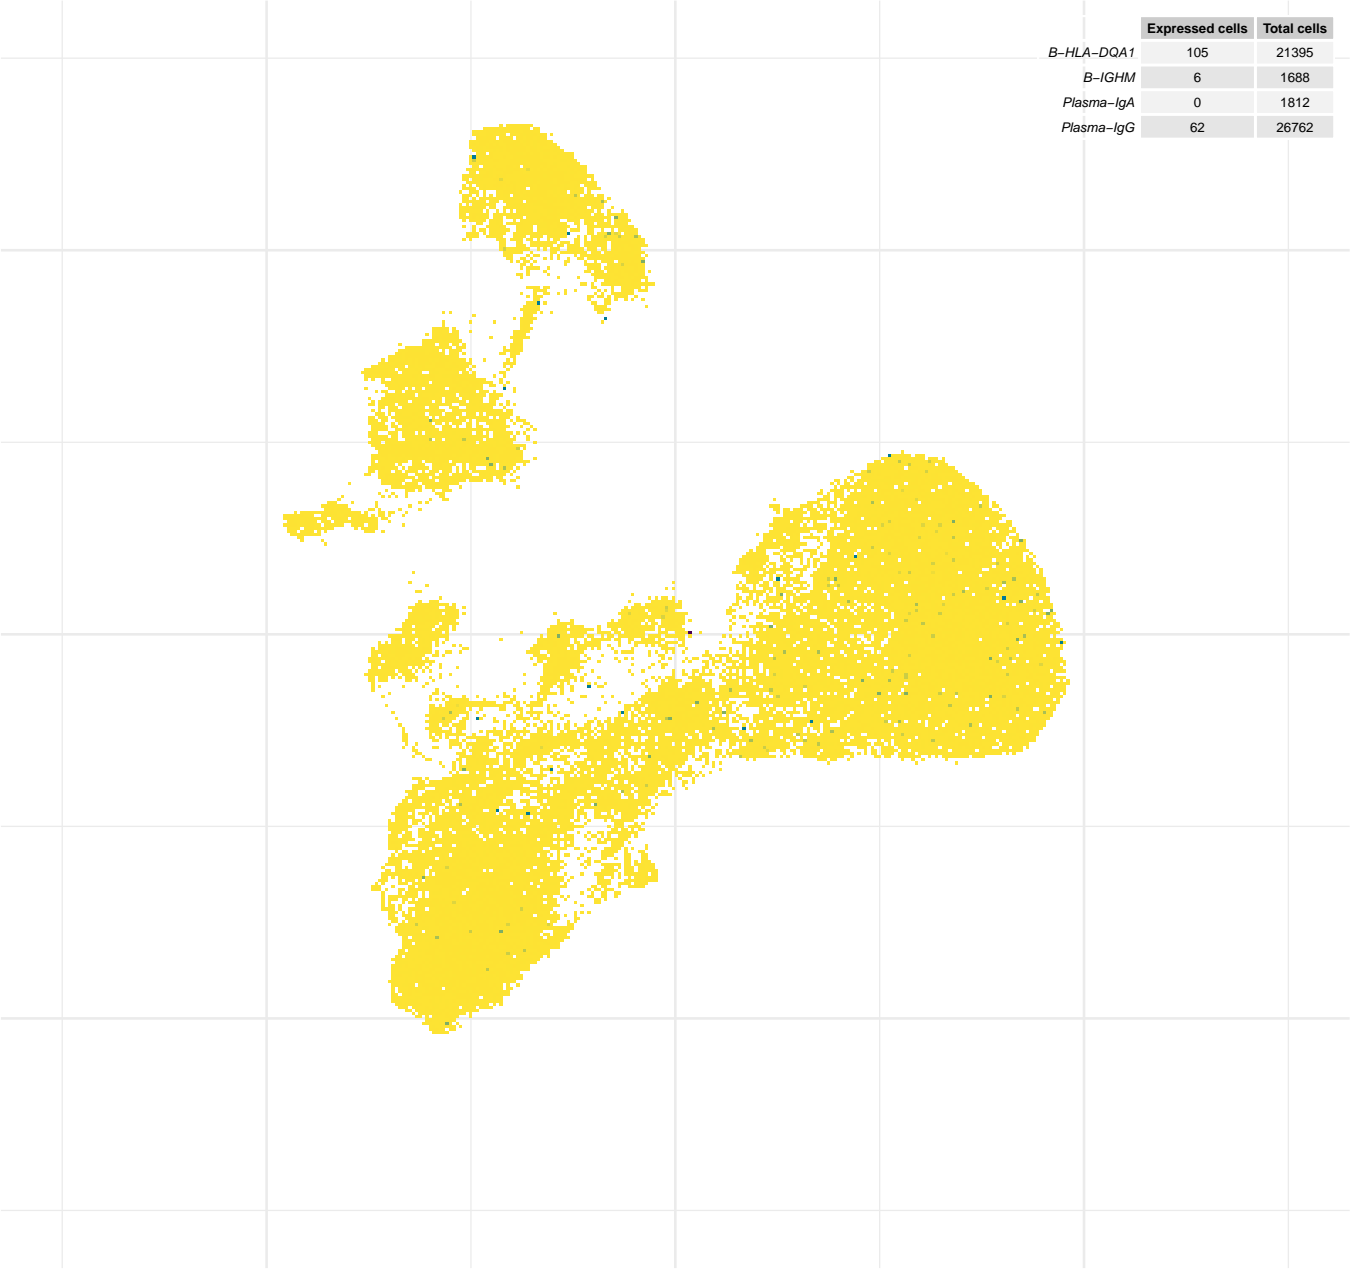 Expressed cells Total cells
B−HLA−DQA1 105 21395
B−IGHM 6 1688
Plasma−IgA 0 1812
Plasma−IgG 62 26762